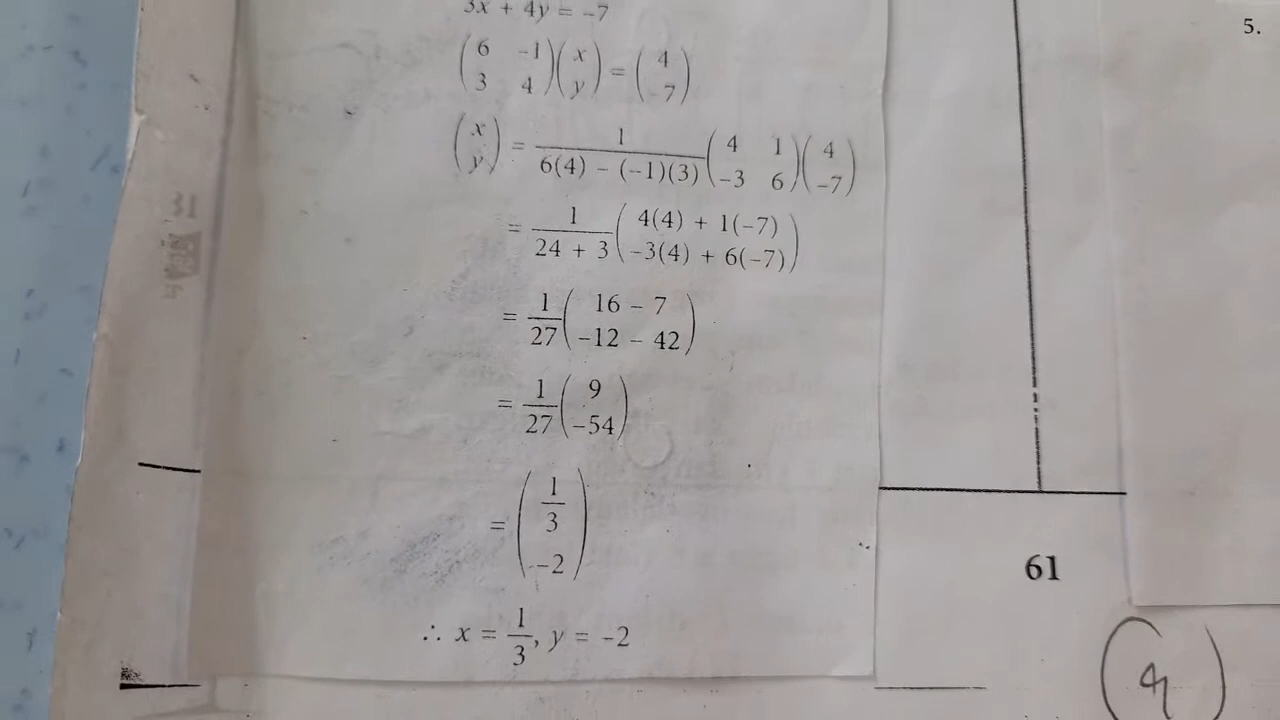 3x + 4y = -7
5.
(6 -1
3 4)(x
y) = (4
-7)
(x
y) = 1/(6(4) - (-1)(3)) (4 1
-3 6)(4
-7)
= 1/(24 + 3) (4(4) + 1(-7)
-3(4) + 6(-7))
= 1/27 (16 - 7
-12 - 42)
= 1/27 (9
-54)
= (1/3
-2)
61
∴ x = 1/3, y = -2